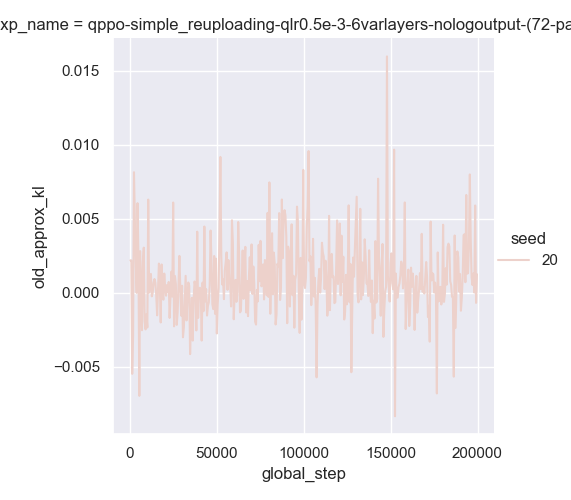 xp_name = qppo-simple_reuploading-qlr0.5e-3-6varlayers-nologoutput-(72-pa
0.015
0.010
0.005
0.000
−0.005
old_approx_kl
0
50000
100000
150000
200000
global_step
seed
20